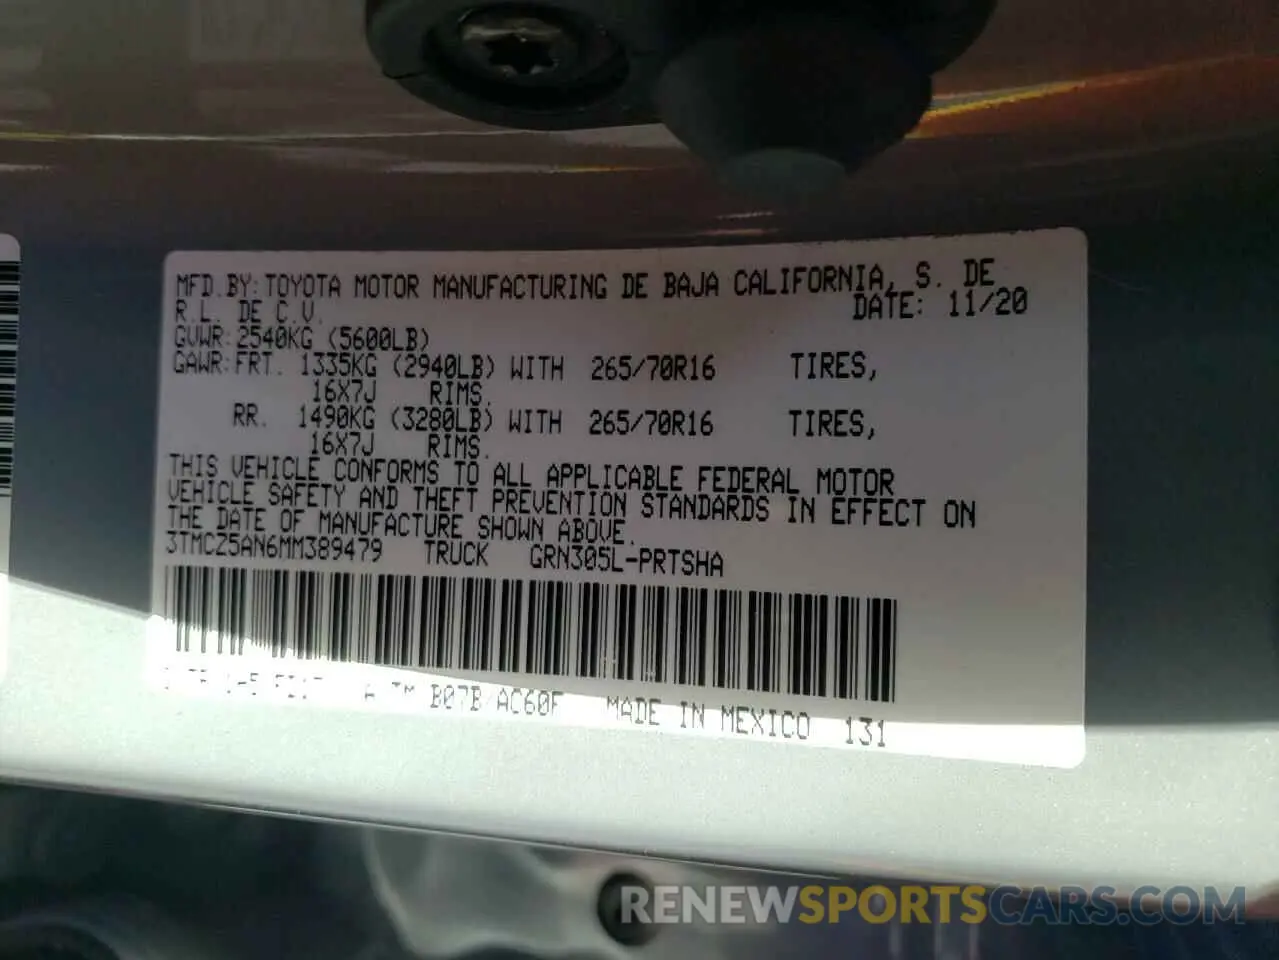 MFD.BY:TOYOTA MOTOR MANUFACTURING DE BAJA CALIFORNIA, S. DE
R.L. DE C.V. DATE: 11/20
GVWR:2540KG (5600LB)
GAWR:FRT. 1335KG (2940LB) WITH 265/70R16 TIRES,
16X7J RIMS.
RR. 1490KG (3280LB) WITH 265/70R16 TIRES,
16X7J RIMS.
THIS VEHICLE CONFORMS TO ALL APPLICABLE FEDERAL MOTOR
VEHICLE SAFETY AND THEFT PREVENTION STANDARDS IN EFFECT ON
THE DATE OF MANUFACTURE SHOWN ABOVE.
3TMCZ5AN6MM389479 TRUCK GRN305L-PRTSHA
B07B/AC60F MADE IN MEXICO 131
RENEWSPORTSCARS.COM